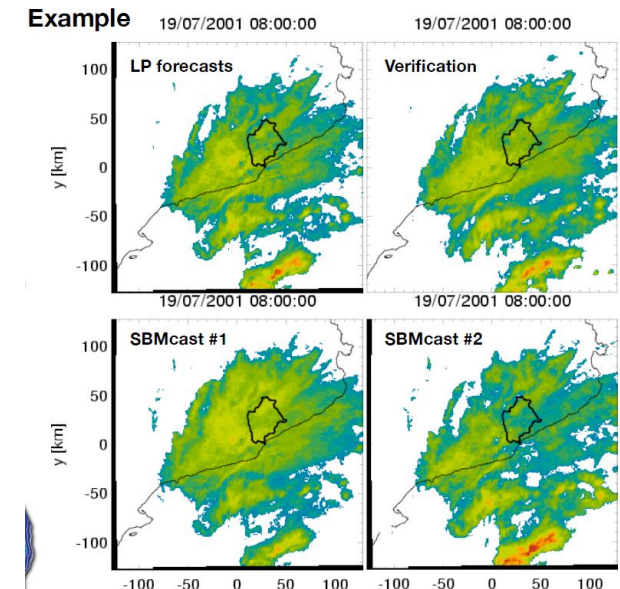 Example
19/07/2001 08:00:00
19/07/2001 08:00:00
LP forecasts
Verification
100
50
0
-50
-100
y [km]
19/07/2001 08:00:00
19/07/2001 08:00:00
SBMcast #1
SBMcast #2
100
50
0
-50
-100
y [km]
-100 -50 0 50 100
-100 -50 0 50 100